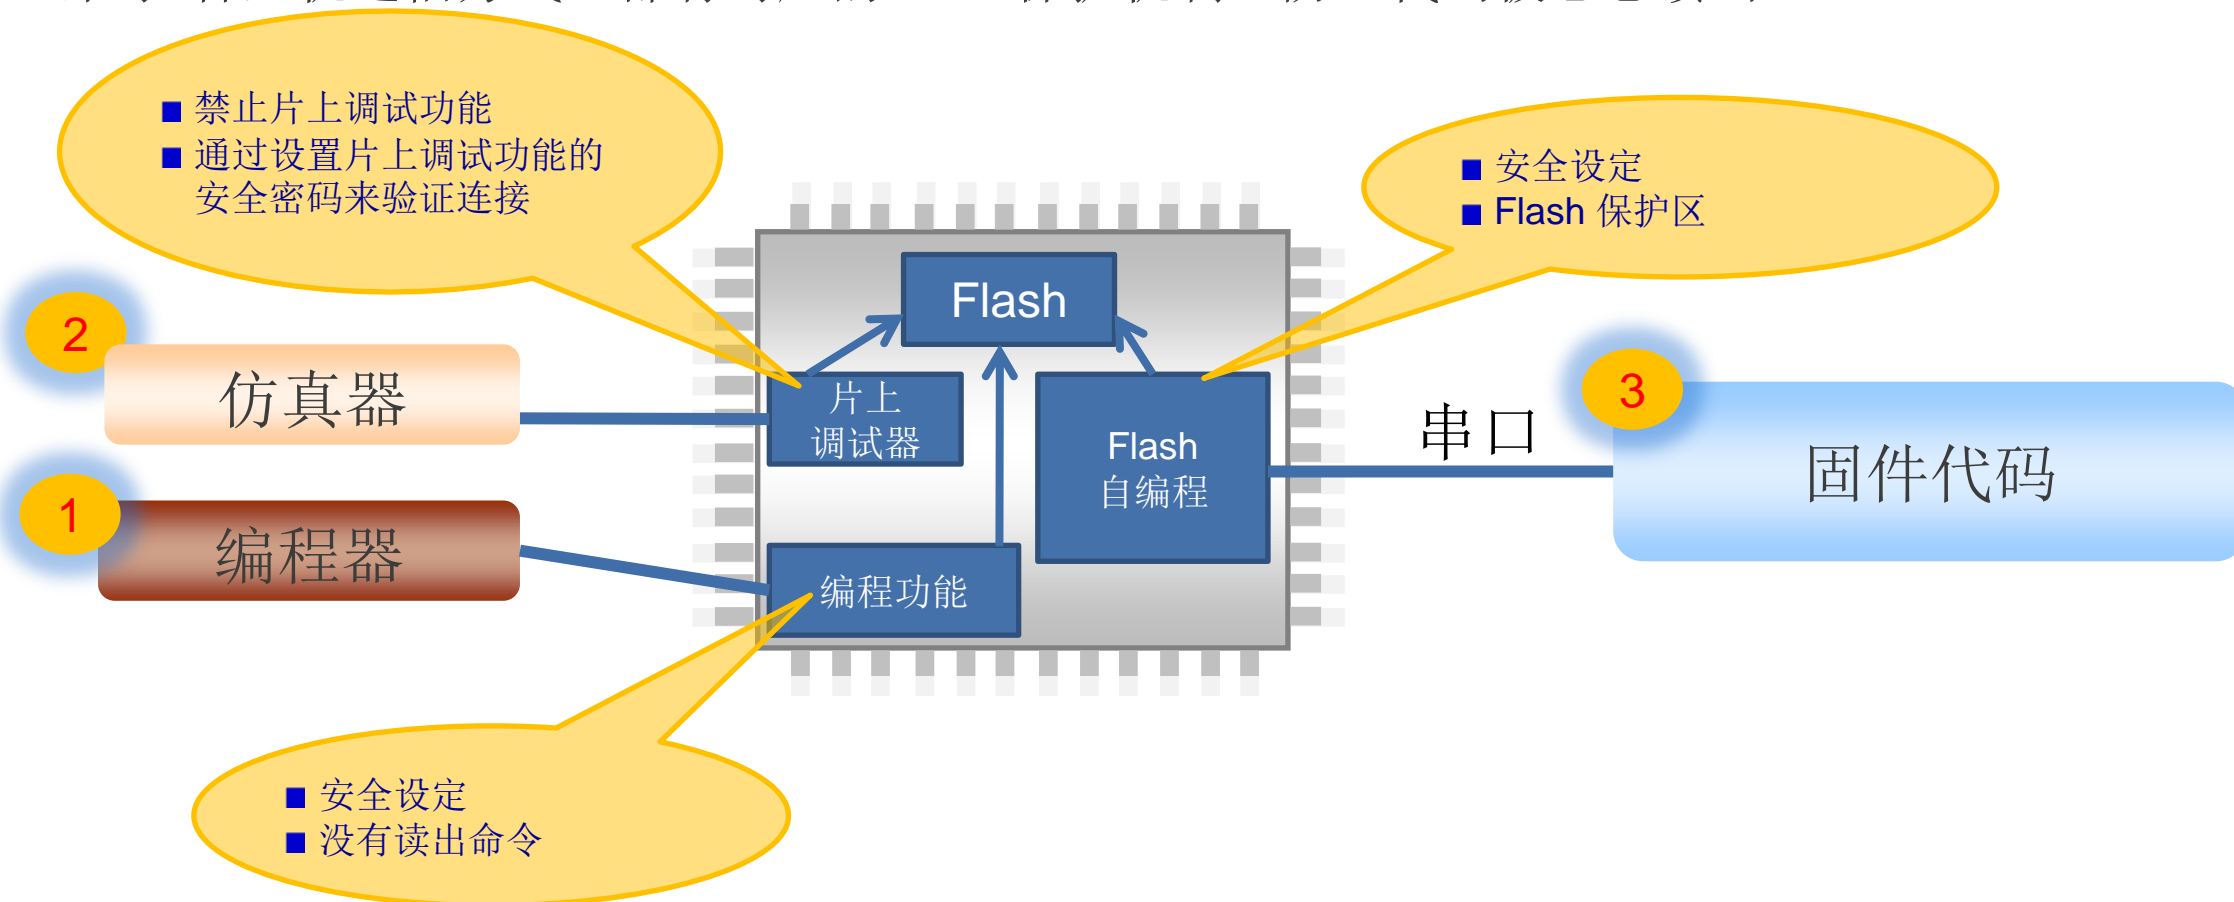 禁止片上调试功能
通过设置片上调试功能的
安全密码来验证连接
安全设定
Flash 保护区
Flash
2
仿真器
片上
调试器
Flash
自编程
串口
3
固件代码
1
编程器
编程功能
安全设定
没有读出命令